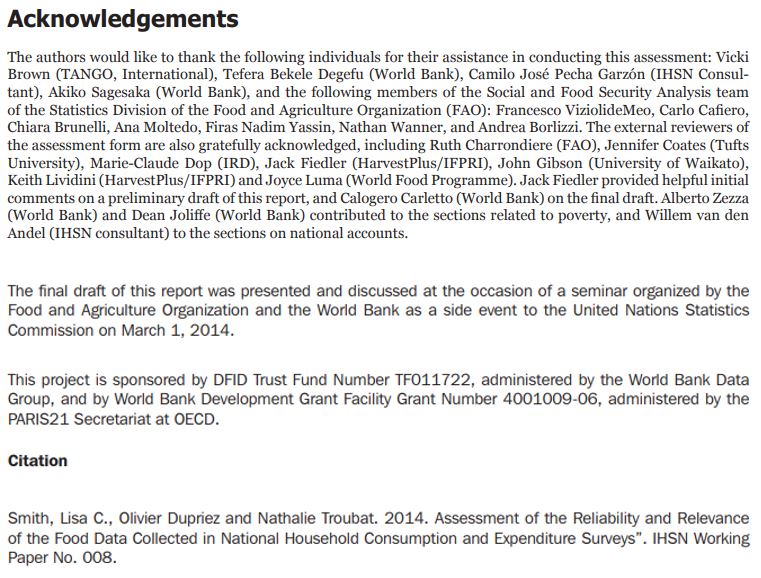 Acknowledgements
The authors would like to thank the following individuals for their assistance in conducting this assessment: Vicki
Brown (TANGO, International), Tefera Bekele Degefu (World Bank), Camilo José Pecha Garzón (IHSN Consul-
tant), Akiko Sagesaka (World Bank), and the following members of the Social and Food Security Analysis team
of the Statistics Division of the Food and Agriculture Organization (FAO): Francesco ViziolideMeo, Carlo Cafiero,
Chiara Brunelli, Ana Moltedo, Firas Nadim Yassin, Nathan Wanner, and Andrea Borlizzi. The external reviewers of
the assessment form are also gratefully acknowledged, including Ruth Charrondiere (FAO), Jennifer Coates (Tufts
University), Marie-Claude Dop (IRD), Jack Fiedler (HarvestPlus/IFPRI), John Gibson (University of Waikato),
Keith Lividini (HarvestPlus/IFPRI) and Joyce Luma (World Food Programme). Jack Fiedler provided helpful initial
comments on a preliminary draft of this report, and Calogero Carletto (World Bank) on the final draft. Alberto Zezza
(World Bank) and Dean Joliffe (World Bank) contributed to the sections related to poverty, and Willem van den
Andel (IHSN consultant) to the sections on national accounts.
The final draft of this report was presented and discussed at the occasion of a seminar organized by the
Food and Agriculture Organization and the World Bank as a side event to the United Nations Statistics
Commission on March 1, 2014.
This project is sponsored by DFID Trust Fund Number TF011722, administered by the World Bank Data
Group, and by World Bank Development Grant Facility Grant Number 4001009-06, administered by the
PARIS21 Secretariat at OECD.
Citation
Smith, Lisa C., Olivier Dupriez and Nathalie Troubat. 2014. Assessment of the Reliability and Relevance
of the Food Data Collected in National Household Consumption and Expenditure Surveys”. IHSN Working
Paper No. 008.